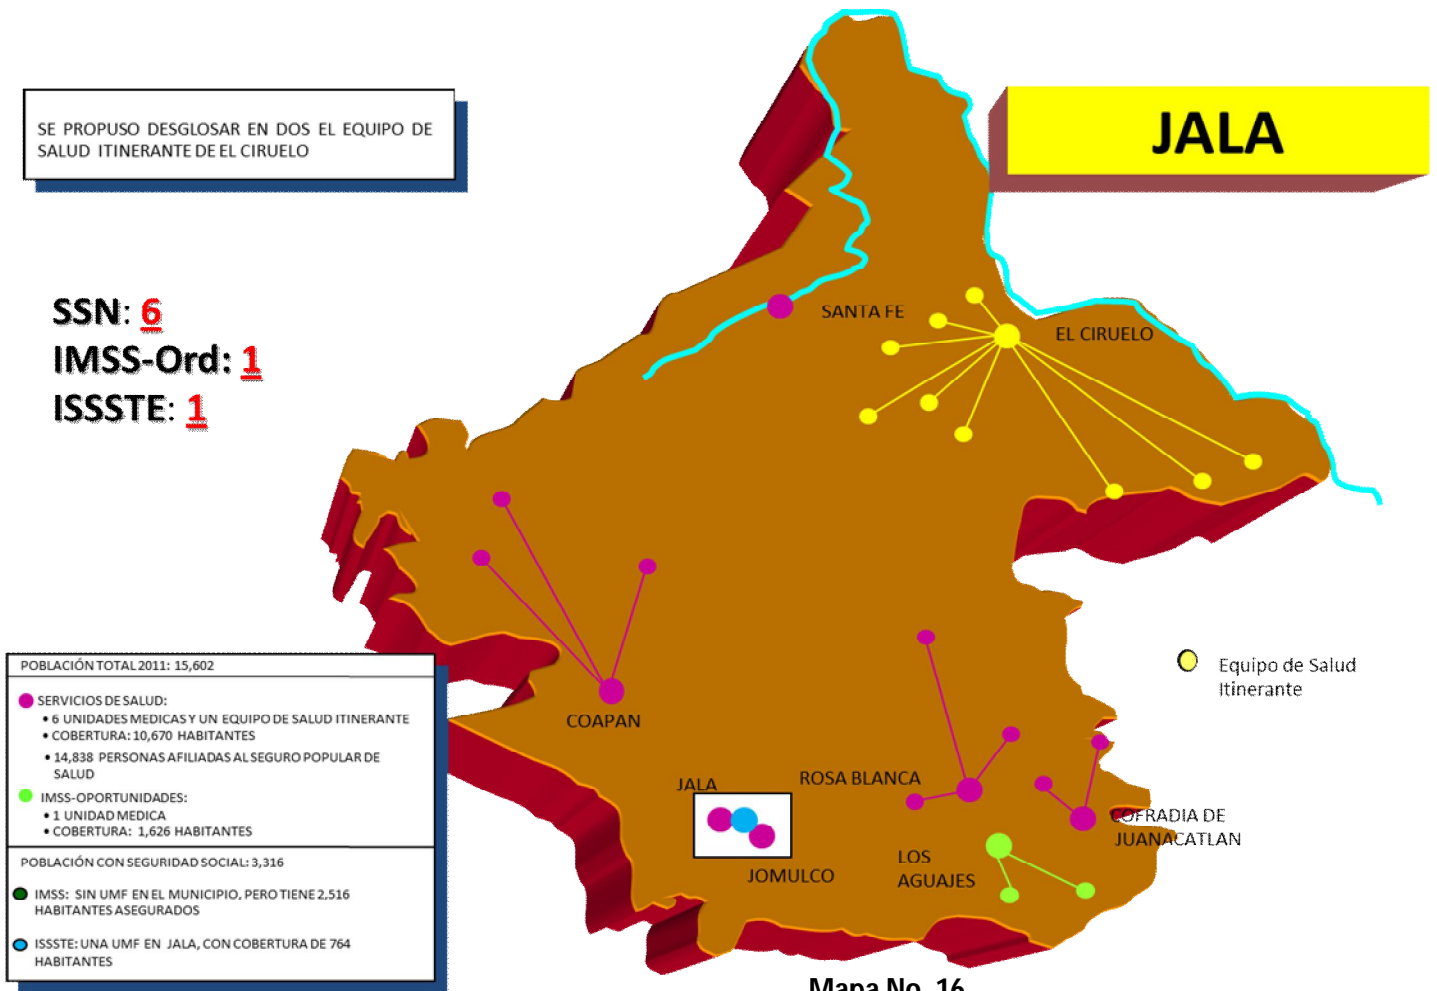 SE PROPUSO DESGLOSAR EN DOS EL EQUIPO DE
SALUD ITINERANTE DE EL CIRUELO
JALA
SSN: 6
IMSS-Ord: 1
ISSSTE: 1
SANTA FE
EL CIRUELO
COAPAN
JALA
JOMULCO
ROSA BLANCA
LOS
AGUAJES
COFRADIA DE
JUANACATLAN
Equipo de Salud
Itinerante
POBLACIÓN TOTAL 2011: 15,602
SERVICIOS DE SALUD:
• 6 UNIDADES MEDICAS Y UN EQUIPO DE SALUD ITINERANTE
• COBERTURA: 10,670 HABITANTES
• 14,838 PERSONAS AFILIADAS AL SEGURO POPULAR DE
SALUD
IMSS-OPORTUNIDADES:
• 1 UNIDAD MEDICA
• COBERTURA: 1,626 HABITANTES
POBLACIÓN CON SEGURIDAD SOCIAL: 3,316
IMSS: SIN UMF EN EL MUNICIPIO, PERO TIENE 2,516
HABITANTES ASEGURADOS
ISSSTE: UNA UMF EN JALA, CON COBERTURA DE 764
HABITANTES
Mapa No. 16